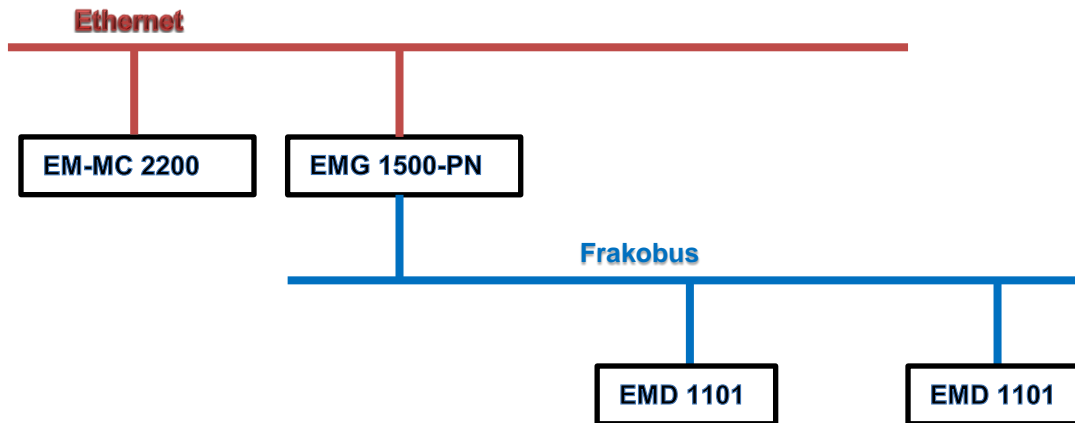 Ethernet
EM-MC 2200
EMG 1500-PN
Frakobus
EMD 1101
EMD 1101